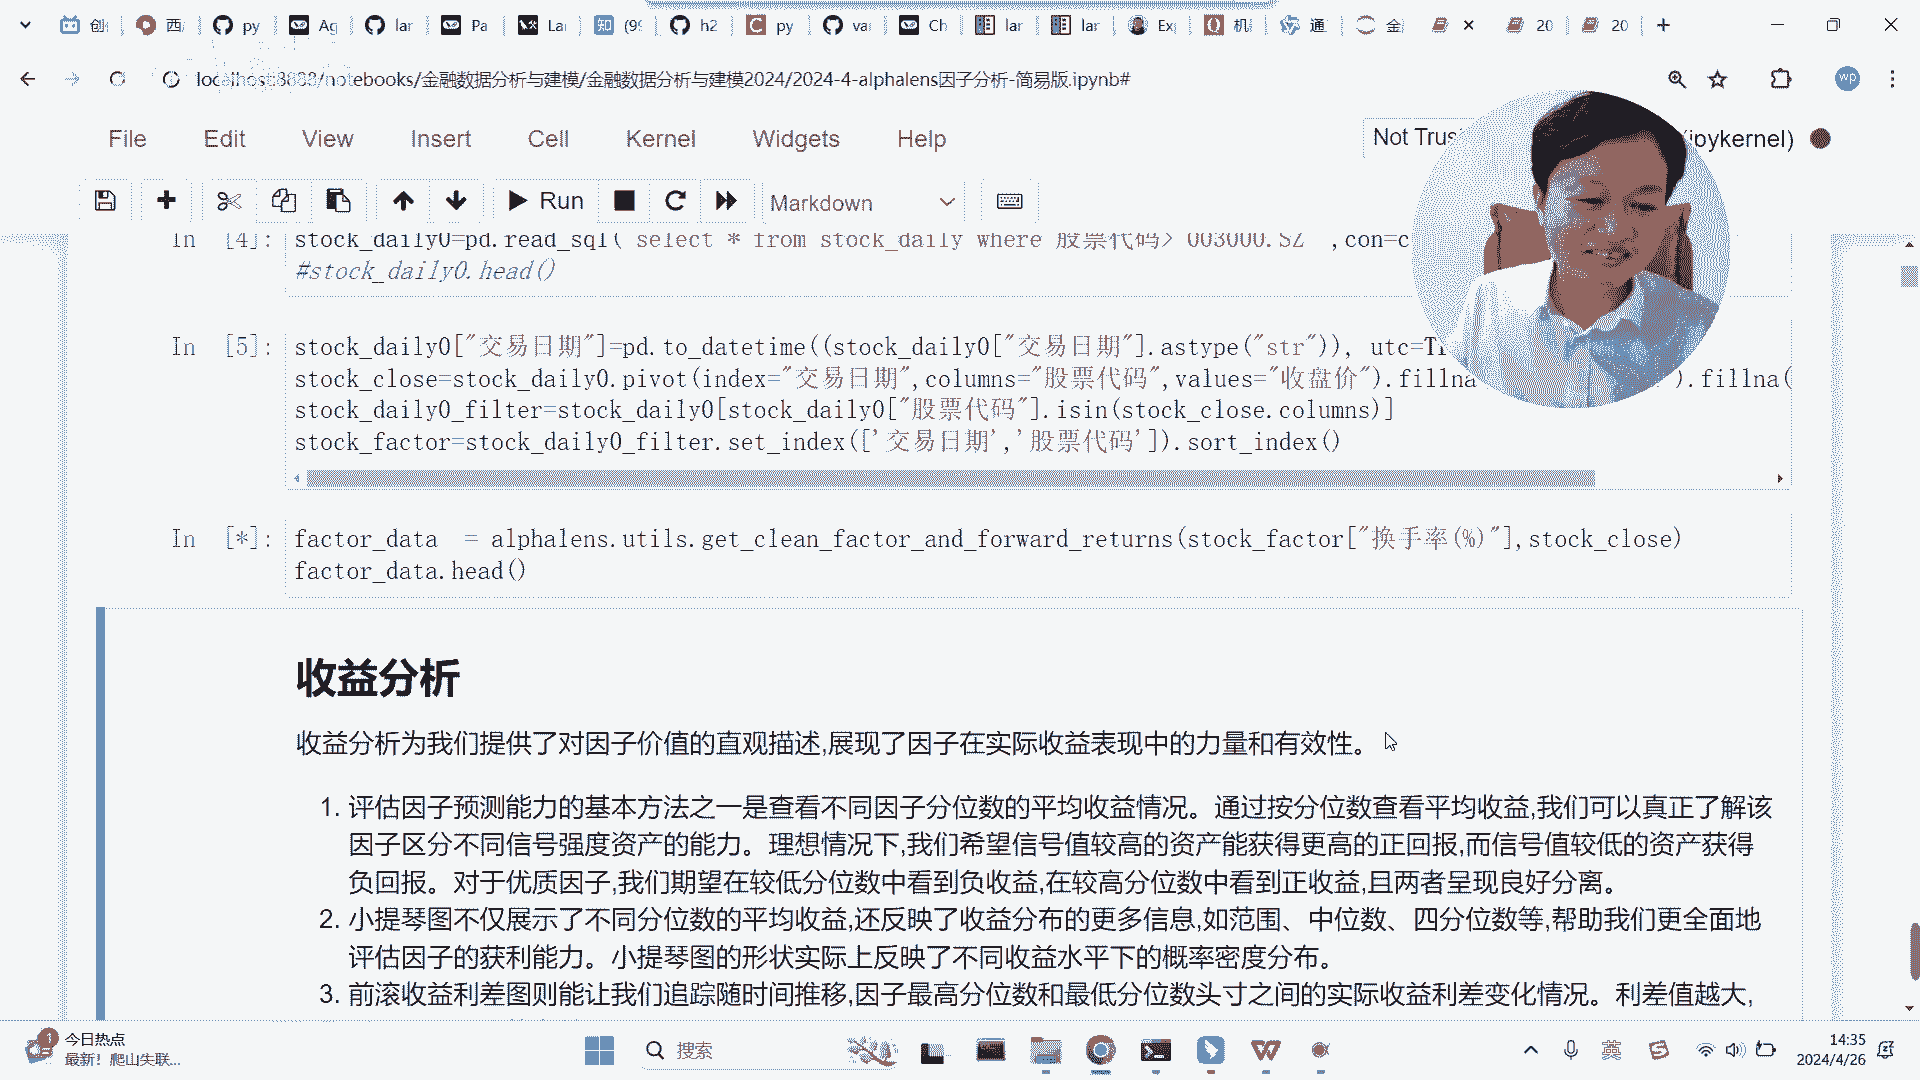 创 西 py Ag lar Pa La 知 (99 h2 py va Ch lar lar Ex 机 通 金 20 20
localhost:8888/notebooks/金融数据分析与建模/金融数据分析与建模2024/2024-4-alphalens因子分析-简易版.ipynb#
wp
File Edit View Insert Cell Kernel Widgets Help
Not Trus (ipykernel)
Run Markdown
In [4]: stock_daily0=pd.read_sql( select * from stock_daily where 股票代码> 003000.SZ ,con=c
#stock_daily0.head()
In [5]: stock_daily0["交易日期"]=pd.to_datetime((stock_daily0["交易日期"].astype("str")), utc=T
stock_close=stock_daily0.pivot(index="交易日期",columns="股票代码",values="收盘价").fillna ).fillna(
stock_daily0_filter=stock_daily0[stock_daily0["股票代码"].isin(stock_close.columns)]
stock_factor=stock_daily0_filter.set_index(['交易日期','股票代码']).sort_index()
In [*]: factor_data = alphalens.utils.get_clean_factor_and_forward_returns(stock_factor["换手率(%)"],stock_close)
factor_data.head()
收益分析
收益分析为我们提供了对因子价值的直观描述,展现了因子在实际收益表现中的力量和有效性。
1. 评估因子预测能力的基本方法之一是查看不同因子分位数的平均收益情况。通过按分位数查看平均收益,我们可以真正了解该
因子区分不同信号强度资产的能力。理想情况下,我们希望信号值较高的资产能获得更高的正回报,而信号值较低的资产获得
负回报。对于优质因子,我们期望在较低分位数中看到负收益,在较高分位数中看到正收益,且两者呈现良好分离。
2. 小提琴图不仅展示了不同分位数的平均收益,还反映了收益分布的更多信息,如范围、中位数、四分位数等,帮助我们更全面地
评估因子的获利能力。小提琴图的形状实际上反映了不同收益水平下的概率密度分布。
3. 前滚收益利差图则能让我们追踪随时间推移,因子最高分位数和最低分位数头寸之间的实际收益利差变化情况。利差值越大,
1 今日热点
最新! 爬山失联...
搜索
英
14:35
2024/4/26